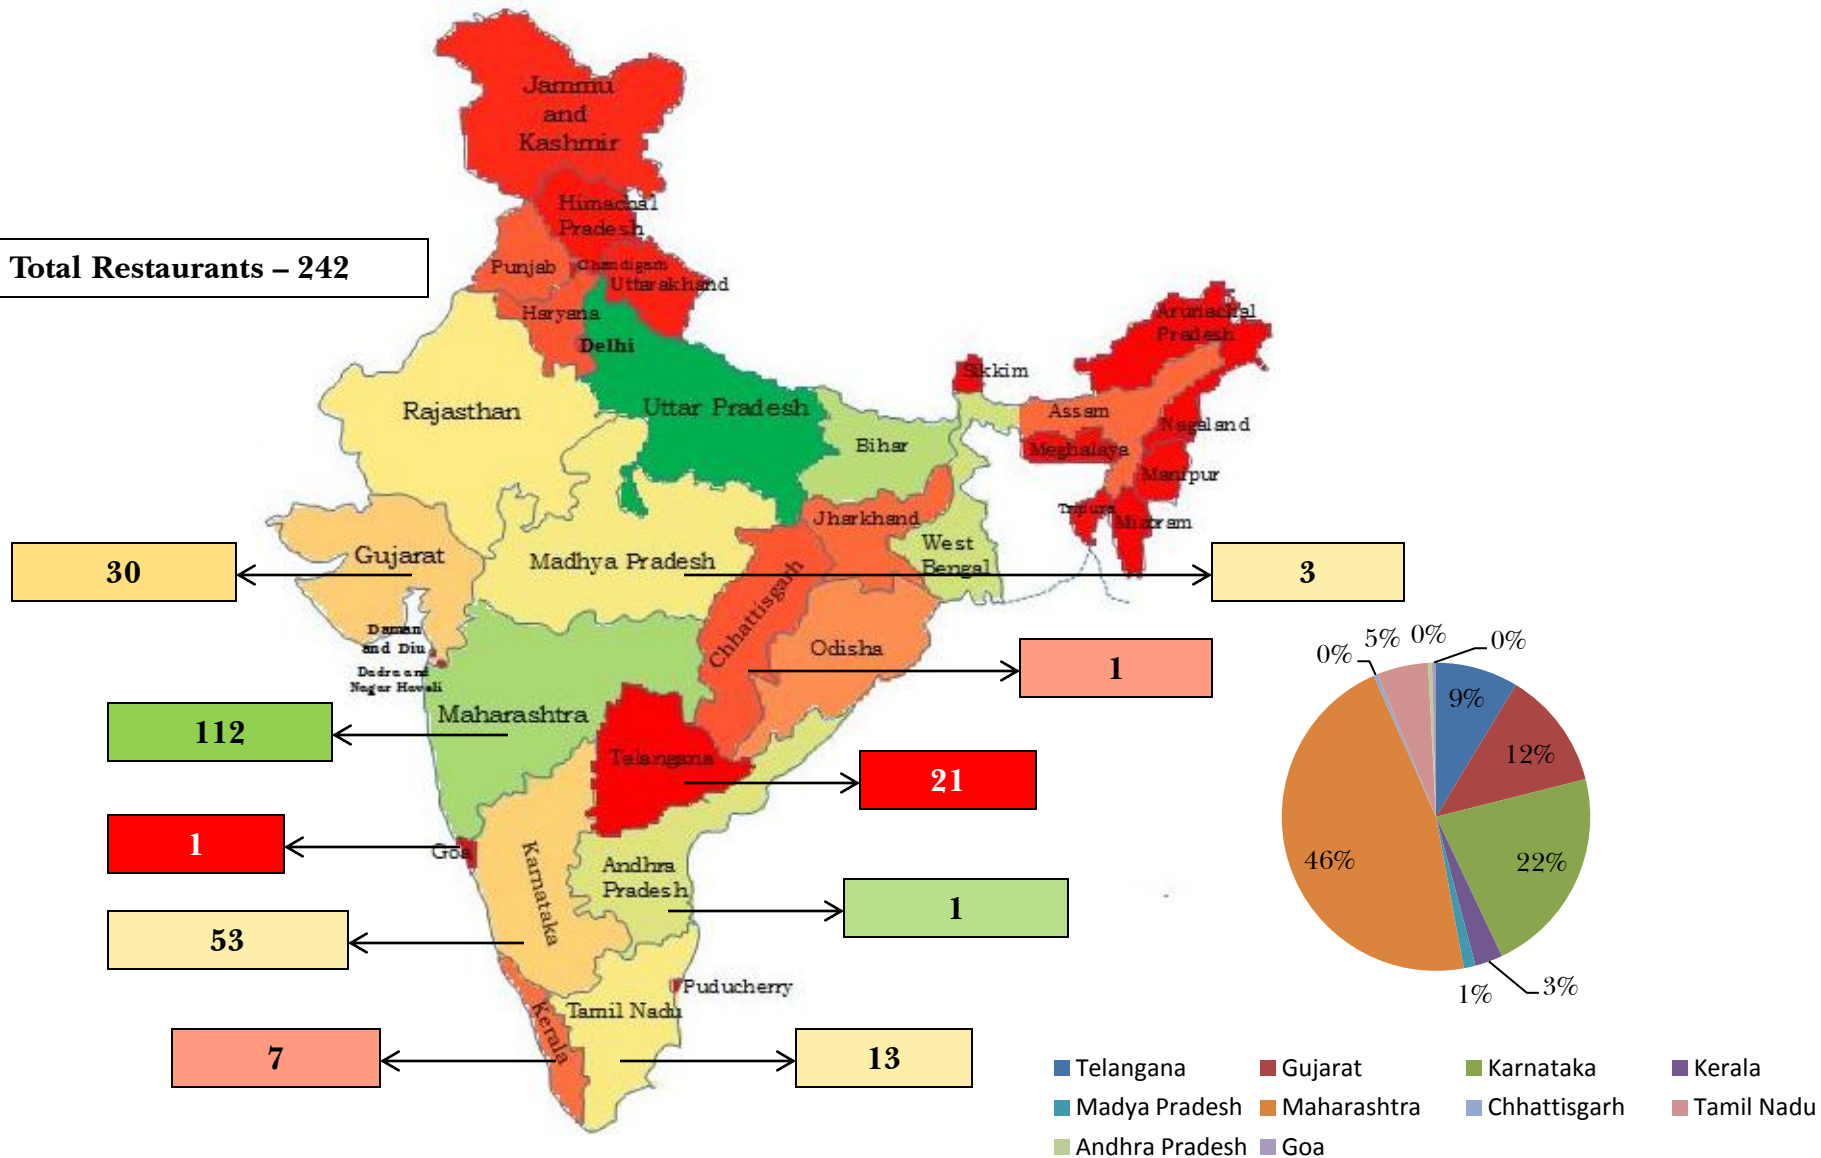 Jammu
and
Kashmir
Himachal
Pradesh
Total Restaurants – 242
Punjab
Chandigarh
Uttarakhand
Haryana
Delhi
Arunachal
Pradesh
Sikkim
Rajasthan
Uttar Pradesh
Assam
Nagaland
Bihar
Meghalaya
Manipur
Tripura
Mizoram
Jharkhand
West
Bengal
Gujarat
Madhya Pradesh
30
3
Chhattisgarh
Daman
and Diu
Dadra and
Nagar Haveli
Odisha
1
Maharashtra
112
Telangana
21
1
Goa
Karnataka
Andhra
Pradesh
1
53
Puducherry
Tamil Nadu
Kerala
7
13
0%
5%
0%
0%
9%
12%
46%
22%
1%
3%
Telangana
Gujarat
Karnataka
Kerala
Madya Pradesh
Maharashtra
Chhattisgarh
Tamil Nadu
Andhra Pradesh
Goa